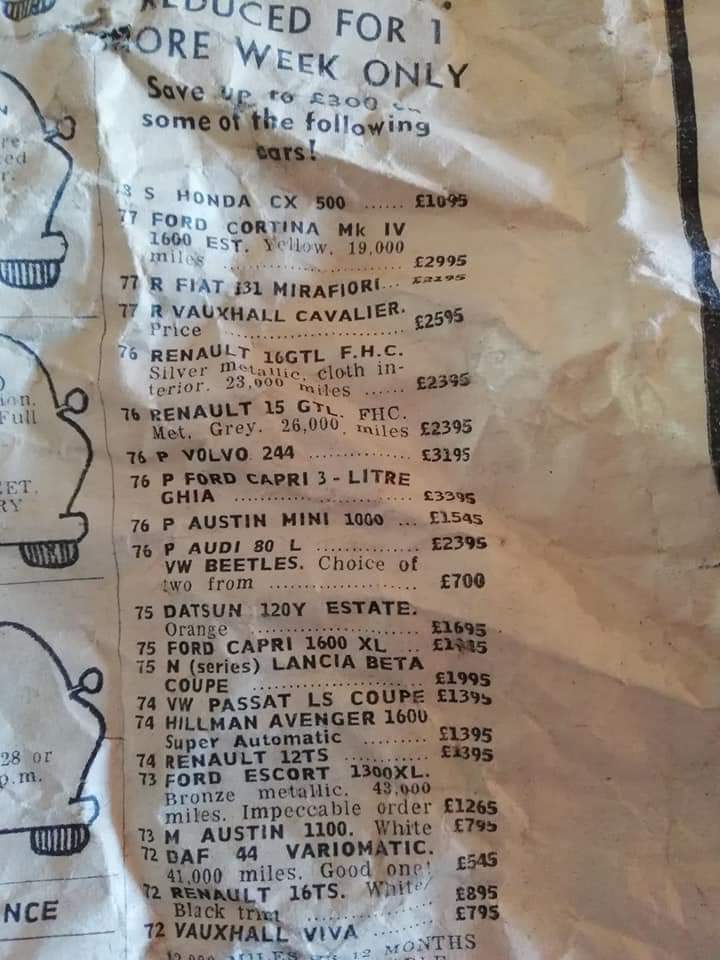 REDUCED FOR 1
MORE WEEK ONLY
Save up to £300 on
some of the following
cars!
78 S HONDA CX 500 ...... £1095
77 FORD CORTINA Mk IV
1600 EST. Yellow. 19,000
miles .................... £2995
77 R FIAT 131 MIRAFIORI...
77 R VAUXHALL CAVALIER.
Price .................... £2595
76 RENAULT 16GTL F.H.C.
Silver metallic, cloth in-
terior. 23,000 miles ...... £2395
76 RENAULT 15 GTL. FHC.
Met. Grey. 26,000 miles £2395
76 P VOLVO 244 ............ £3195
76 P FORD CAPRI 3-LITRE
GHIA ..................... £3395
76 P AUSTIN MINI 1000 ... £1545
76 P AUDI 80 L ............ £2395
VW BEETLES. Choice of
two from .................. £700
75 DATSUN 120Y ESTATE.
Orange .................... £1695
75 FORD CAPRI 1600 XL ..
75 N (series) LANCIA BETA
COUPE .................... £1995
74 VW PASSAT LS COUPE £1395
74 HILLMAN AVENGER 1600
Super Automatic ......... £1395
74 RENAULT 12TS ........... £1395
73 FORD ESCORT 1300XL.
Bronze metallic. 43,000
miles. Impeccable order £1265
73 M AUSTIN 1100. White £795
72 DAF 44 VARIOMATIC.
41,000 miles. Good one! £545
72 RENAULT 16TS. White/ £895
Black trim ............... £795
72 VAUXHALL VIVA
12 MONTHS
28 or
p.m.
Full
NCE